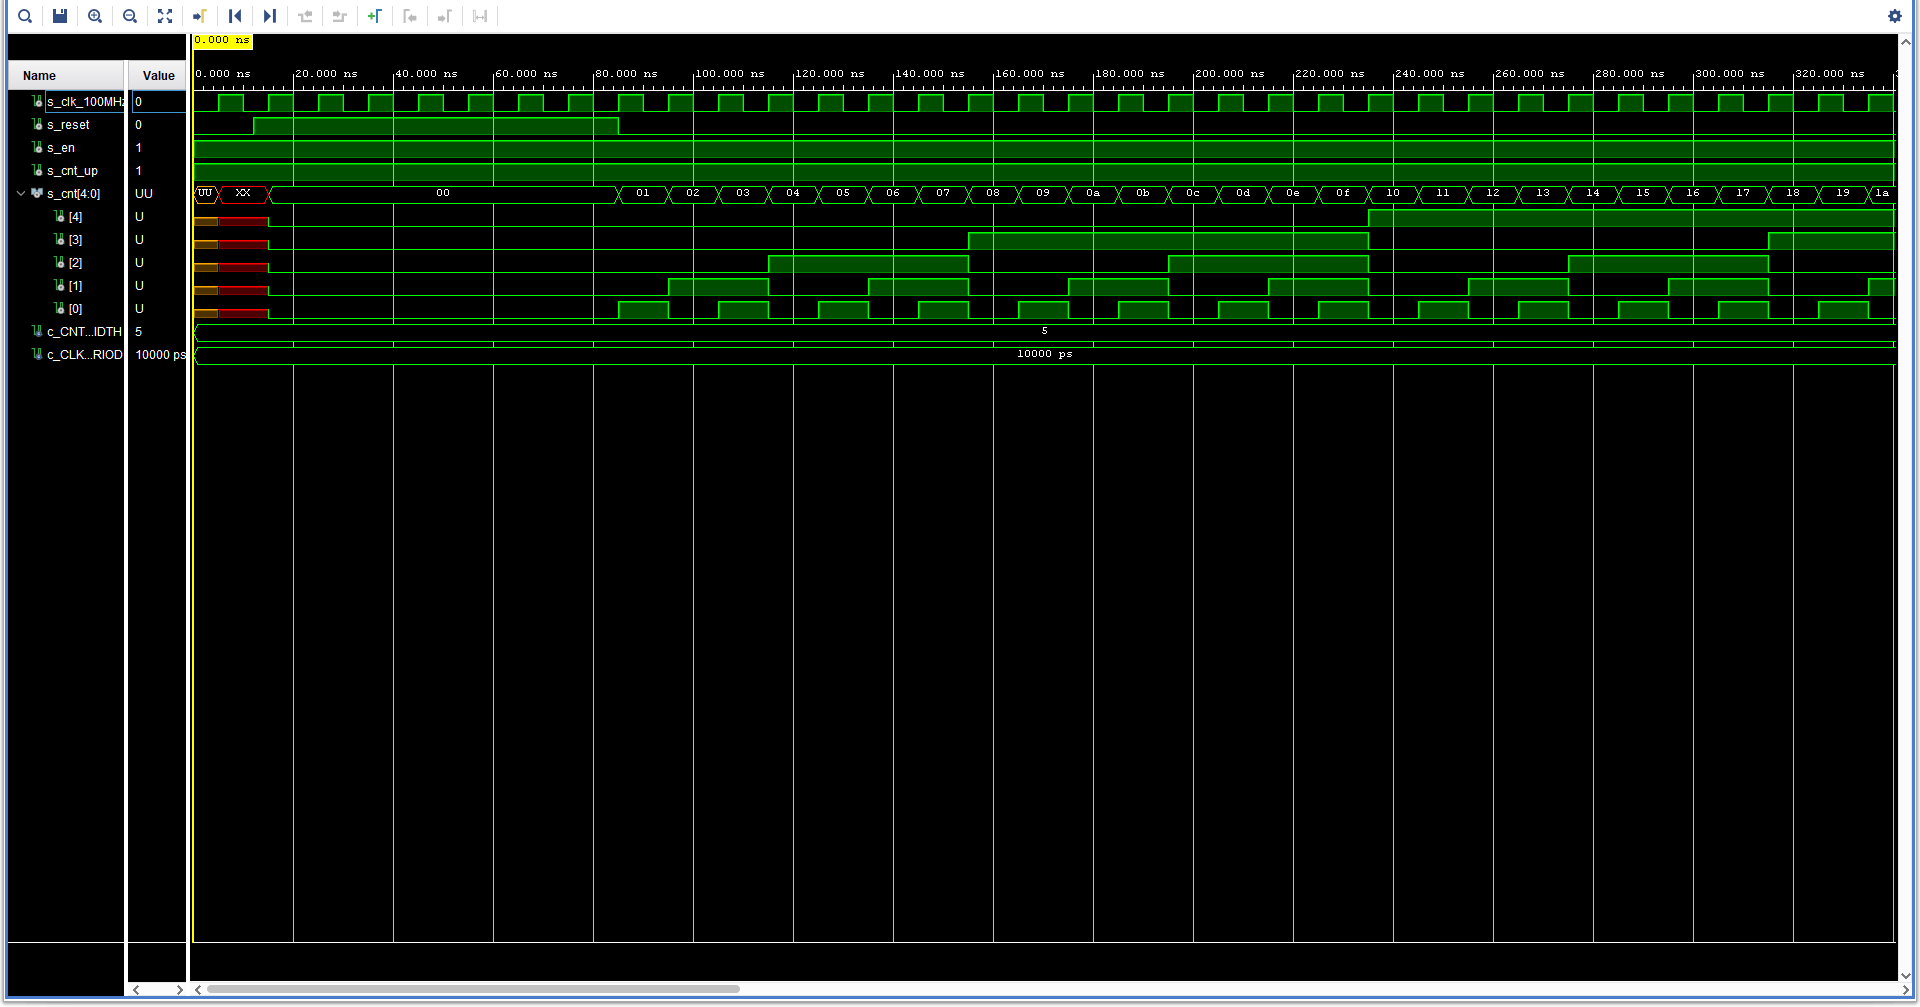 0.000 ns
Name Value
0.000 ns 20.000 ns 40.000 ns 60.000 ns 80.000 ns 100.000 ns 120.000 ns 140.000 ns 160.000 ns 180.000 ns 200.000 ns 220.000 ns 240.000 ns 260.000 ns 280.000 ns 300.000 ns 320.000 ns
s_clk_100MHz 0
s_reset 0
s_en 1
s_cnt_up 1
s_cnt[4:0] UU UU XX 00 01 02 03 04 05 06 07 08 09 0a 0b 0c 0d 0e 0f 10 11 12 13 14 15 16 17 18 19 1a
[4] U
[3] U
[2] U
[1] U
[0] U
c_CNT...IDTH 5 5
c_CLK...RIOD 10000 ps 10000 ps